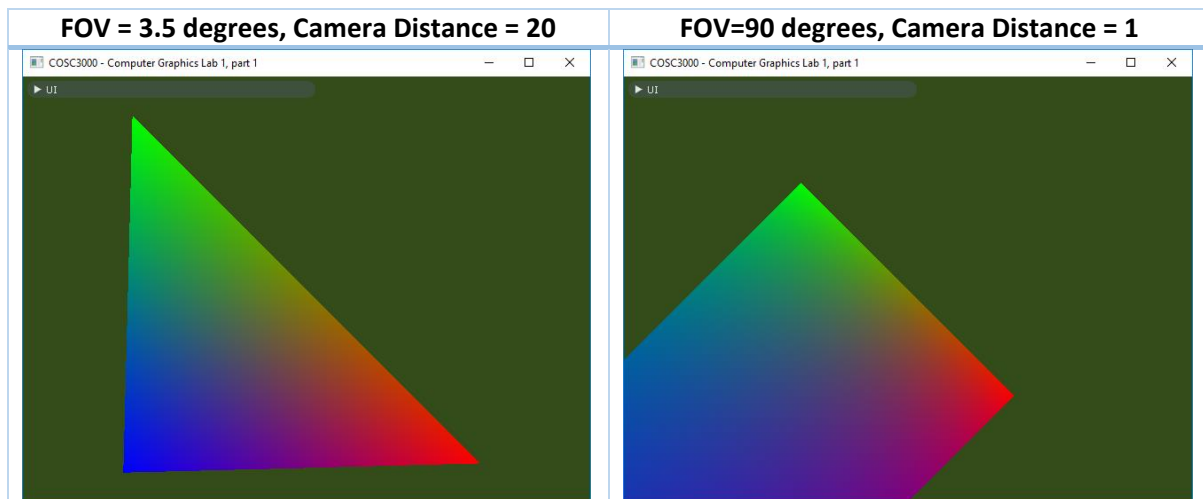 FOV = 3.5 degrees, Camera Distance = 20
FOV=90 degrees, Camera Distance = 1
COSC3000 - Computer Graphics Lab 1, part 1
UI
COSC3000 - Computer Graphics Lab 1, part 1
UI